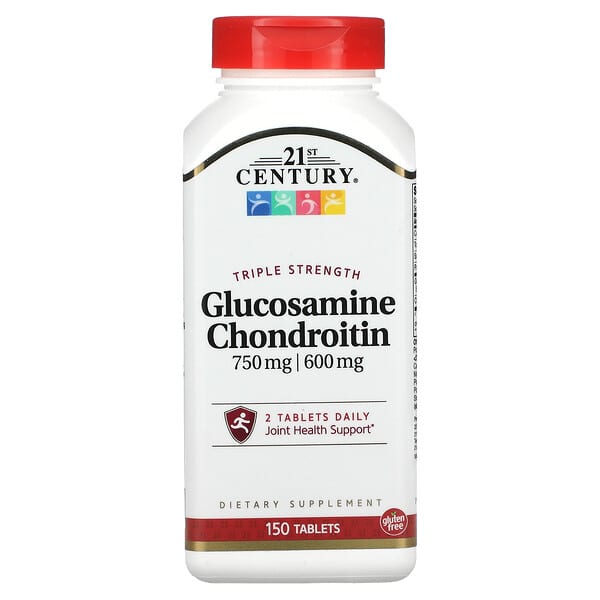 21ST
CENTURY®
TRIPLE STRENGTH
Glucosamine
Chondroitin
750 mg | 600 mg
2 TABLETS DAILY
Joint Health Support*
DIETARY SUPPLEMENT
150 TABLETS
gluten
free